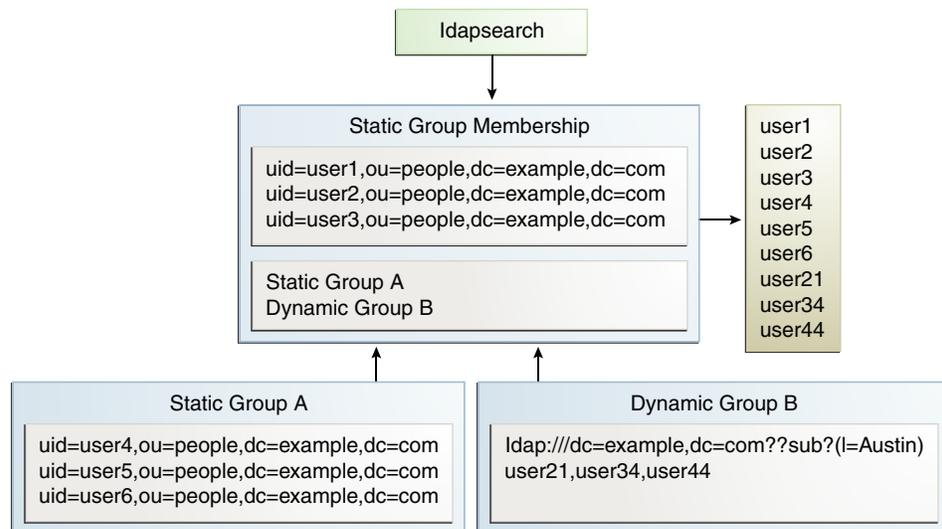 ldapsearch
Static Group Membership
uid=user1,ou=people,dc=example,dc=com
uid=user2,ou=people,dc=example,dc=com
uid=user3,ou=people,dc=example,dc=com
Static Group A
Dynamic Group B
user1
user2
user3
user4
user5
user6
user21
user34
user44
Static Group A
uid=user4,ou=people,dc=example,dc=com
uid=user5,ou=people,dc=example,dc=com
uid=user6,ou=people,dc=example,dc=com
Dynamic Group B
ldap:///dc=example,dc=com??sub?(l=Austin)
user21,user34,user44